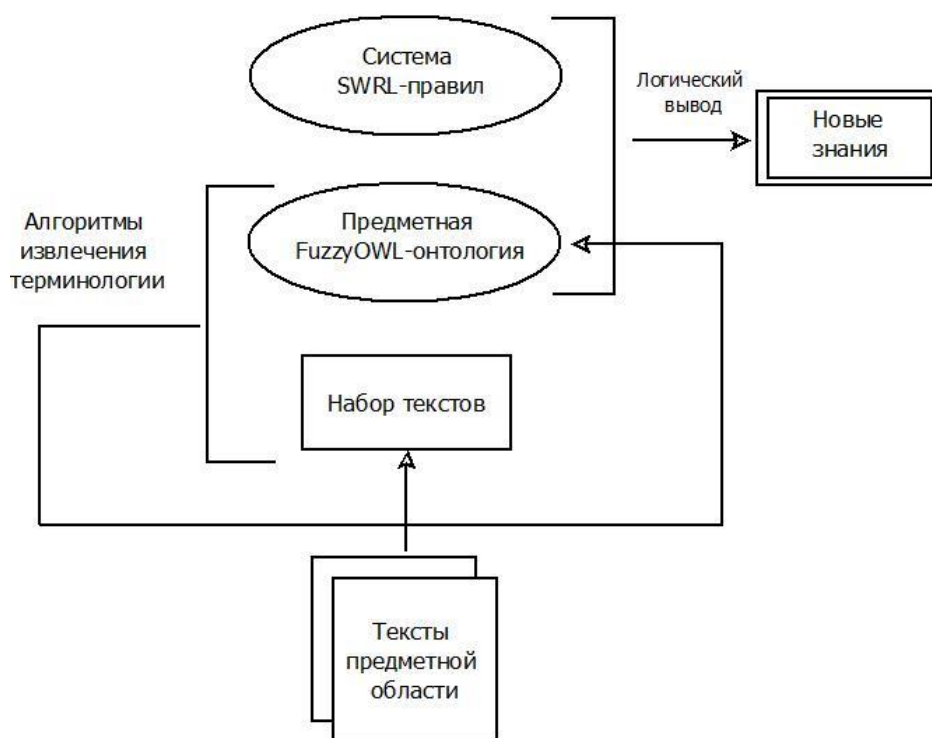 Система
SWRL-правил
Логический
вывод
Новые
знания
Алгоритмы
извлечения
терминологии
Предметная
FuzzyOWL-онтология
Набор текстов
Тексты
предметной
области